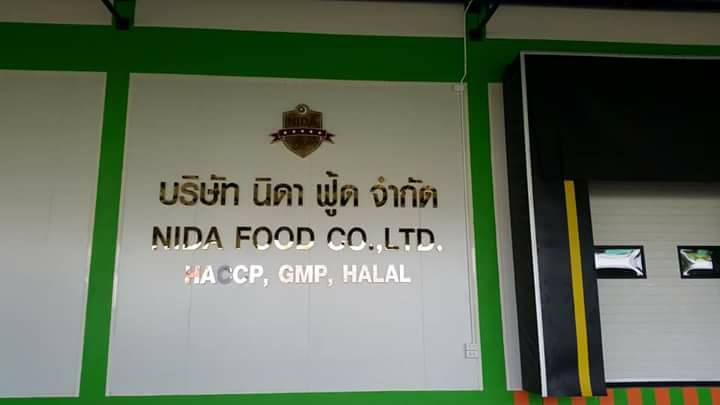 NIDA
บริษัท นิดา ฟู้ด จำกัด
NIDA FOOD CO.,LTD.
HACCP, GMP, HALAL